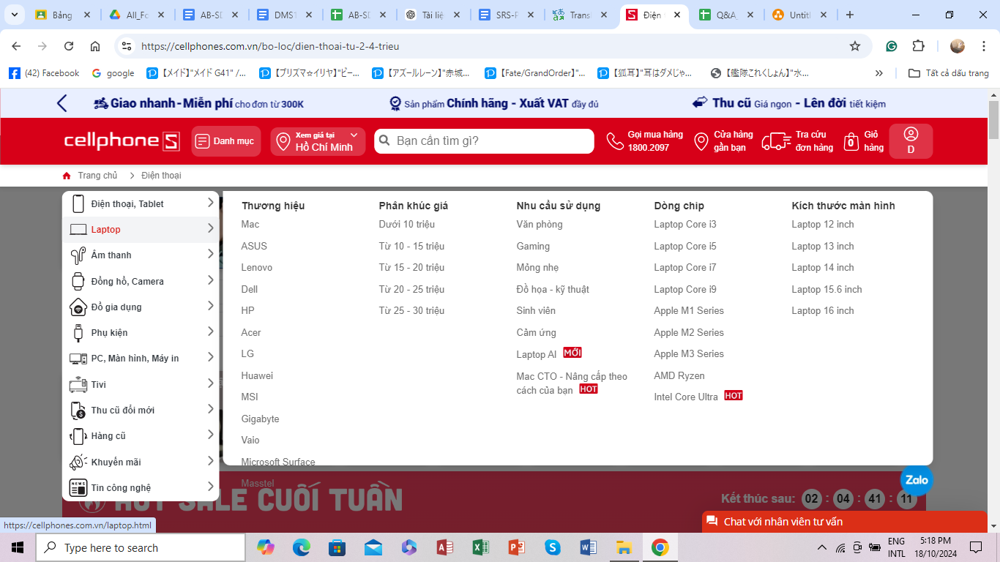 Bảng
All_Fo
AB-SD
DMST
AB-SD
Tài liệ
SRS-P
Trans
Điện
Q&A_
Untitl
https://cellphones.com.vn/bo-loc/dien-thoai-tu-2-4-trieu
(42) Facebook
google
【メイド】"メイド G41" /...
【プリズマ☆イリヤ】"ビー...
【アズールレーン】"赤城...
【Fate/GrandOrder】"...
【狐耳】"耳はダメじゃ...
【艦隊これくしょん】"水...
Tất cả dấu trang
Giao nhanh - Miễn phí cho đơn từ 300K
Sản phẩm Chính hãng - Xuất VAT đầy đủ
Thu cũ Giá ngon - Lên đời tiết kiệm
cellphoneS
Danh mục
Xem giá tại
Hồ Chí Minh
Bạn cần tìm gì?
Gọi mua hàng
1800.2097
Cửa hàng
gần bạn
Tra cứu
đơn hàng
0
Giỏ
hàng
D
Trang chủ
Điện thoại
Điện thoại, Tablet
Laptop
Âm thanh
Đồng hồ, Camera
Đồ gia dụng
Phụ kiện
PC, Màn hình, Máy in
Tivi
Thu cũ đổi mới
Hàng cũ
Khuyến mãi
NEWS
Tin công nghệ
Thương hiệu
Mac
ASUS
Lenovo
Dell
HP
Acer
LG
Huawei
MSI
Gigabyte
Vaio
Microsoft Surface
Masstel
Phân khúc giá
Dưới 10 triệu
Từ 10 - 15 triệu
Từ 15 - 20 triệu
Từ 20 - 25 triệu
Từ 25 - 30 triệu
Nhu cầu sử dụng
Văn phòng
Gaming
Mỏng nhẹ
Đồ họa - kỹ thuật
Sinh viên
Cảm ứng
Laptop AI MỚI
Mac CTO - Nâng cấp theo
cách của bạn HOT
Dòng chip
Laptop Core i3
Laptop Core i5
Laptop Core i7
Laptop Core i9
Apple M1 Series
Apple M2 Series
Apple M3 Series
AMD Ryzen
Intel Core Ultra HOT
Kích thước màn hình
Laptop 12 inch
Laptop 13 inch
Laptop 14 inch
Laptop 15.6 inch
Laptop 16 inch
Zalo
HOT SALE CUỐI TUẦN
Kết thúc sau: 02 : 04 : 41 : 11
Chat với nhân viên tư vấn
https://cellphones.com.vn/laptop.html
Type here to search
ENG
INTL
5:18 PM
18/10/2024